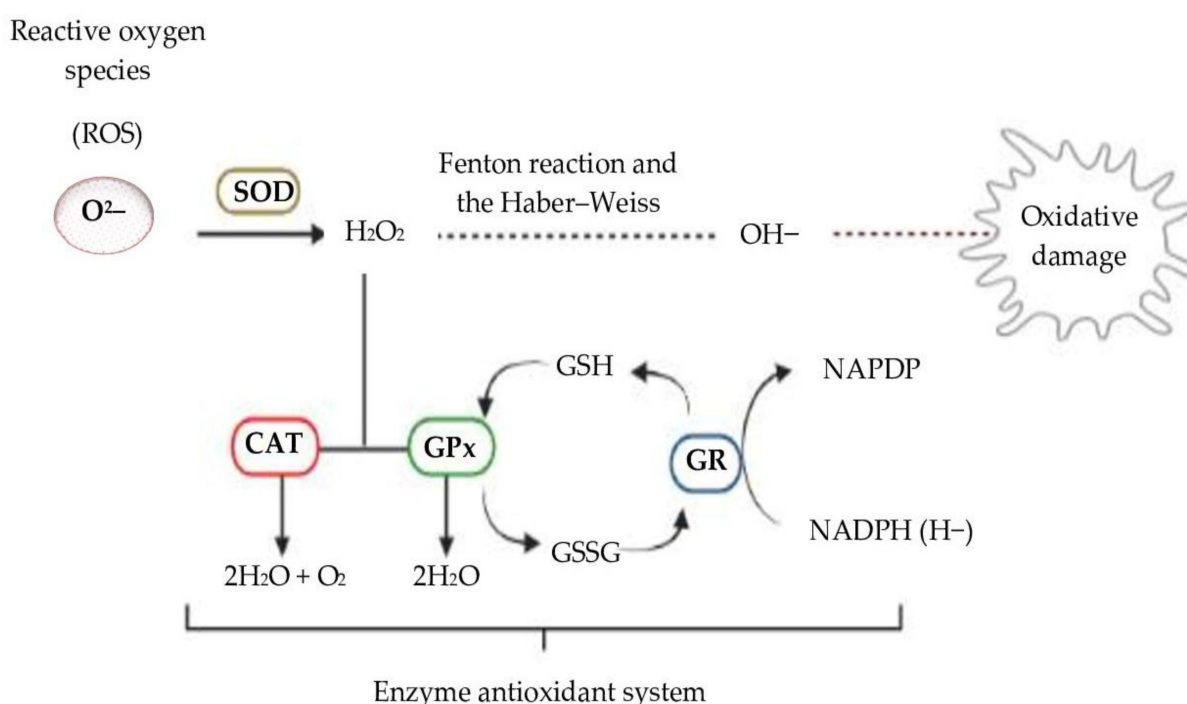 Reactive oxygen
species
(ROS)
O²–
SOD
H₂O₂
Fenton reaction and
the Haber–Weiss
OH–
Oxidative
damage
GSH
NAPDP
CAT
GPx
GR
GSSG
NADPH (H–)
2H₂O + O₂
2H₂O
Enzyme antioxidant system